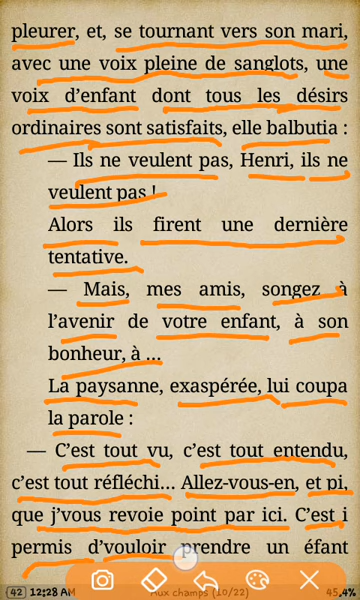 pleurer, et, se tournant vers son mari,
avec une voix pleine de sanglots, une
voix d'enfant dont tous les désirs
ordinaires sont satisfaits, elle balbutia :
— Ils ne veulent pas, Henri, ils ne
veulent pas !
Alors ils firent une dernière
tentative.
— Mais, mes amis, songez à
l'avenir de votre enfant, à son
bonheur, à ...
La paysanne, exaspérée, lui coupa
la parole :
— C'est tout vu, c'est tout entendu,
c'est tout réfléchi... Allez-vous-en, et pi,
que j'vous revoie point par ici. C'est i
permis d'vouloir prendre un éfant
42 12:28 AM Aux champs (10/22) 45,4%